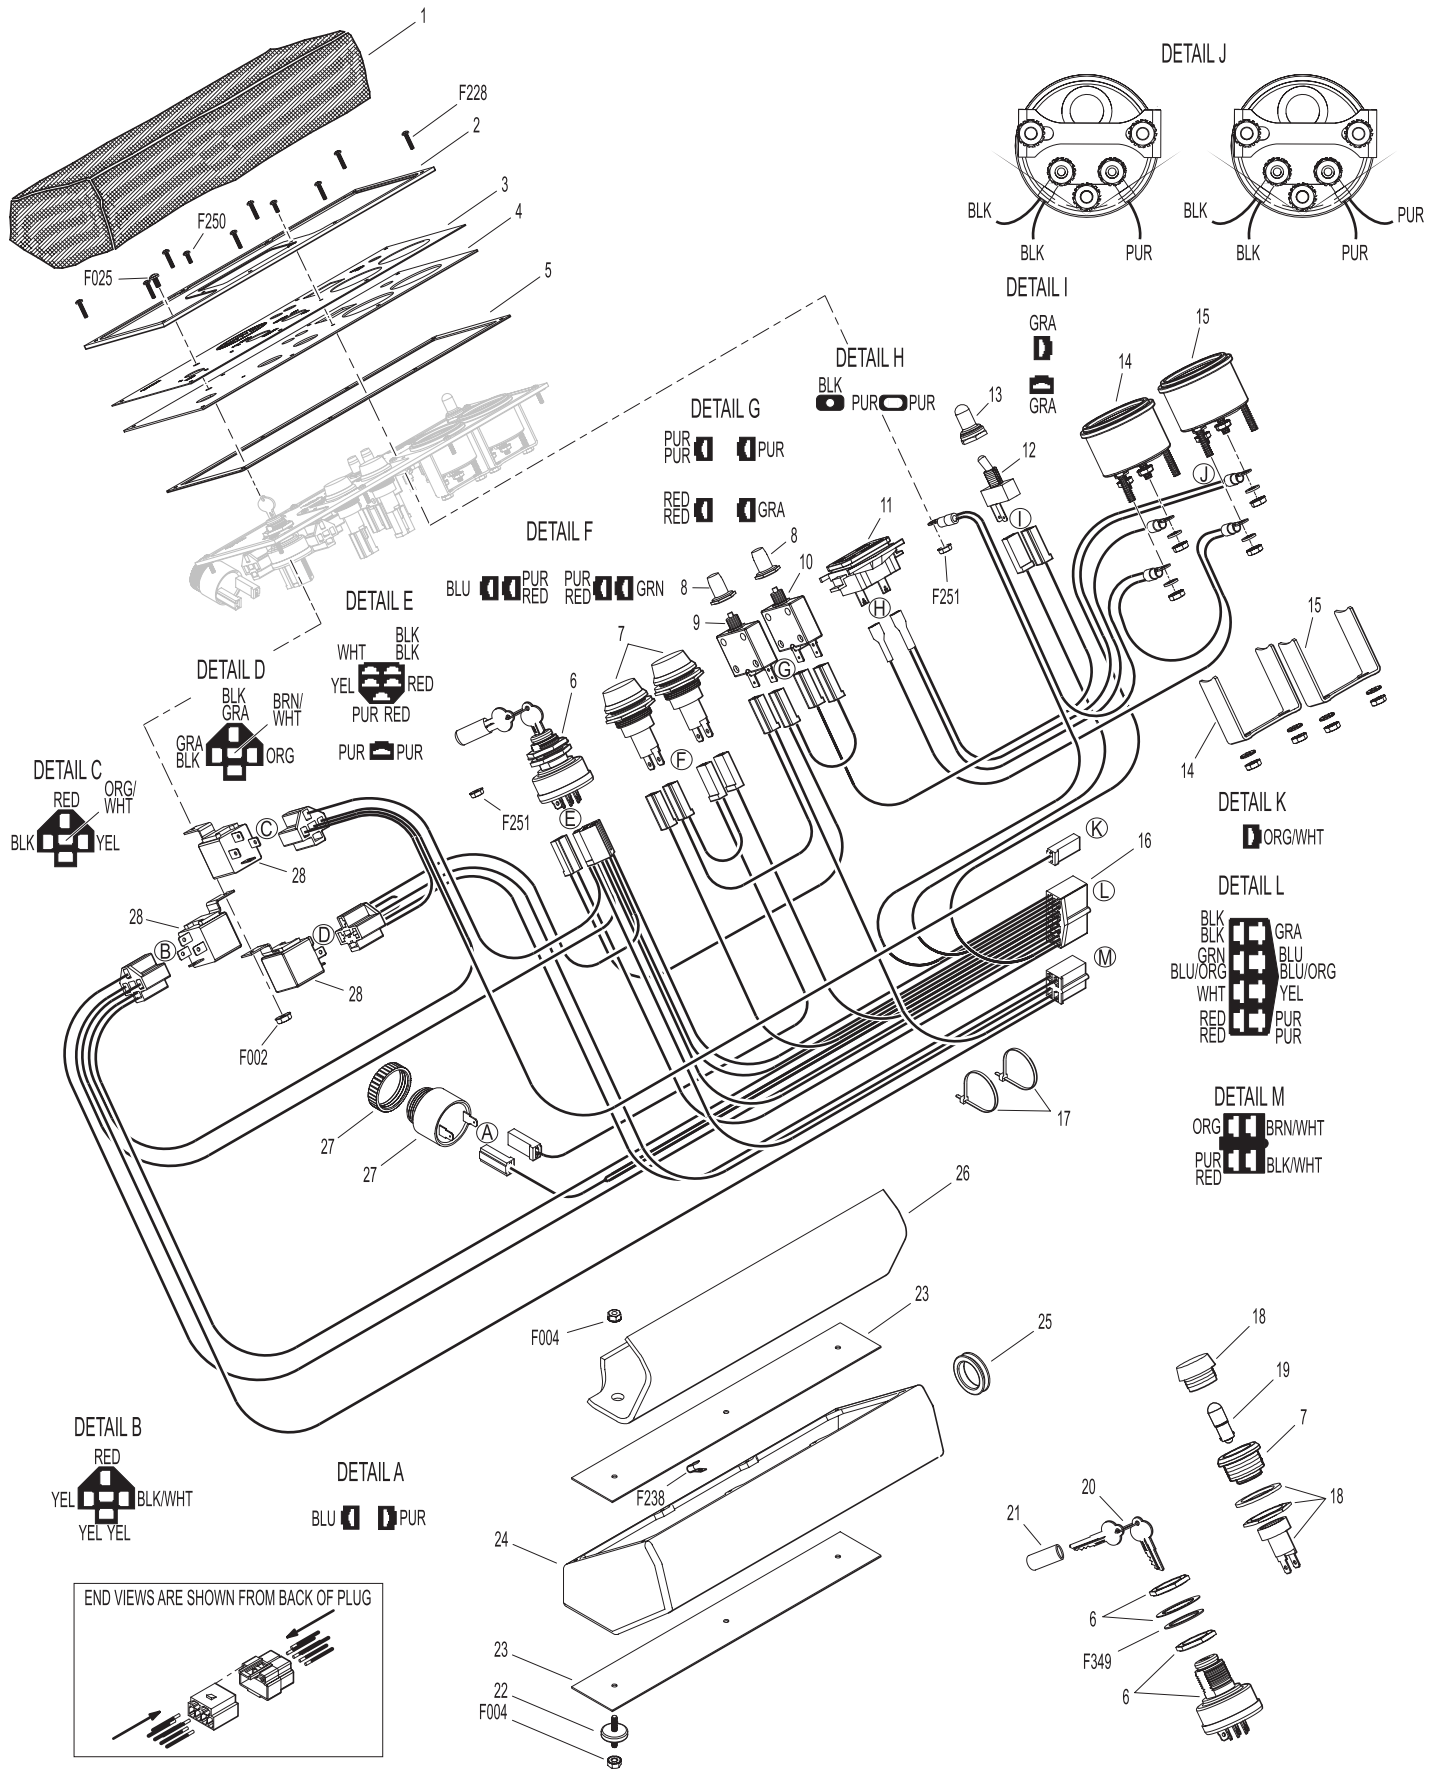 1
DETAIL J
F228
2
3
4
F250
F025
5
BLK
BLK
PUR
BLK
BLK
PUR
PUR
DETAIL I
GRA
GRA
15
14
DETAIL H
BLK
PUR
PUR
13
12
DETAIL G
PUR
PUR
PUR
RED
RED
GRA
11
I
J
DETAIL F
8
8
10
9
BLU
PUR
RED
PUR
RED
GRN
H
F251
DETAIL E
BLK
WHT
BLK
YEL
RED
PUR RED
PUR
PUR
7
6
G
F
15
14
DETAIL D
BLK
GRA
BRN/
WHT
GRA
BLK
ORG
F251
E
DETAIL C
RED
ORG/
WHT
BLK
YEL
C
28
28
B
D
28
F002
DETAIL K
ORG/WHT
K
16
L
M
DETAIL L
BLK
BLK
GRA
GRN
BLU
BLU/ORG
BLU/ORG
WHT
YEL
RED
RED
PUR
PUR
DETAIL M
ORG
BRN/WHT
PUR
RED
BLK/WHT
17
27
27
A
26
F004
23
25
18
19
7
18
DETAIL B
RED
YEL
BLK/WHT
YEL YEL
DETAIL A
BLU
PUR
F238
24
20
21
6
F349
6
23
22
F004
END VIEWS ARE SHOWN FROM BACK OF PLUG